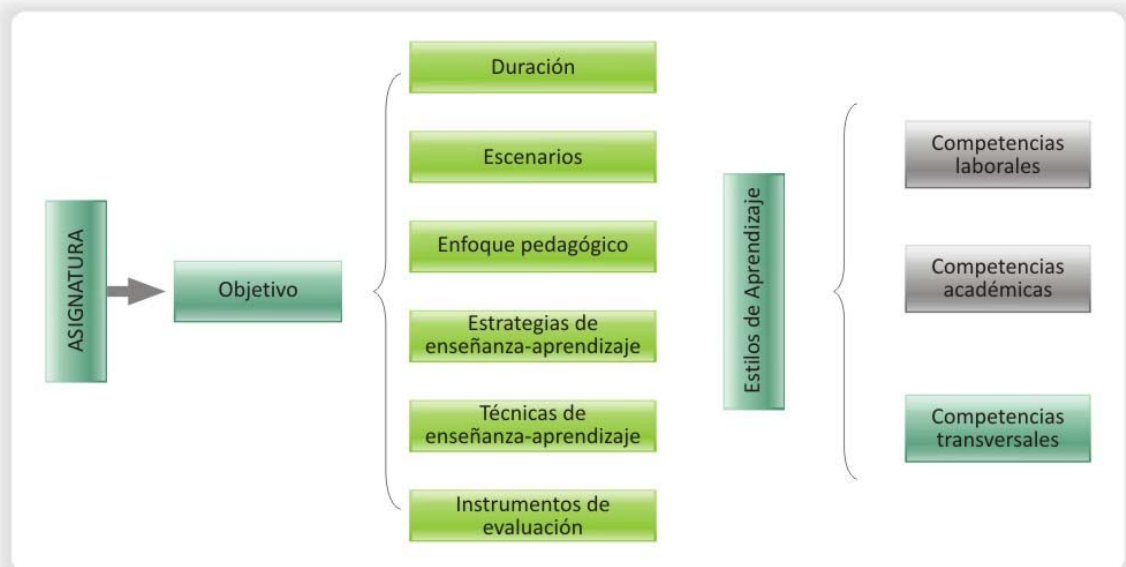 ASIGNATURA
Objetivo
Duración
Escenarios
Enfoque pedagógico
Estrategias de
enseñanza-aprendizaje
Técnicas de
enseñanza-aprendizaje
Instrumentos de
evaluación
Estilos de Aprendizaje
Competencias
laborales
Competencias
académicas
Competencias
transversales